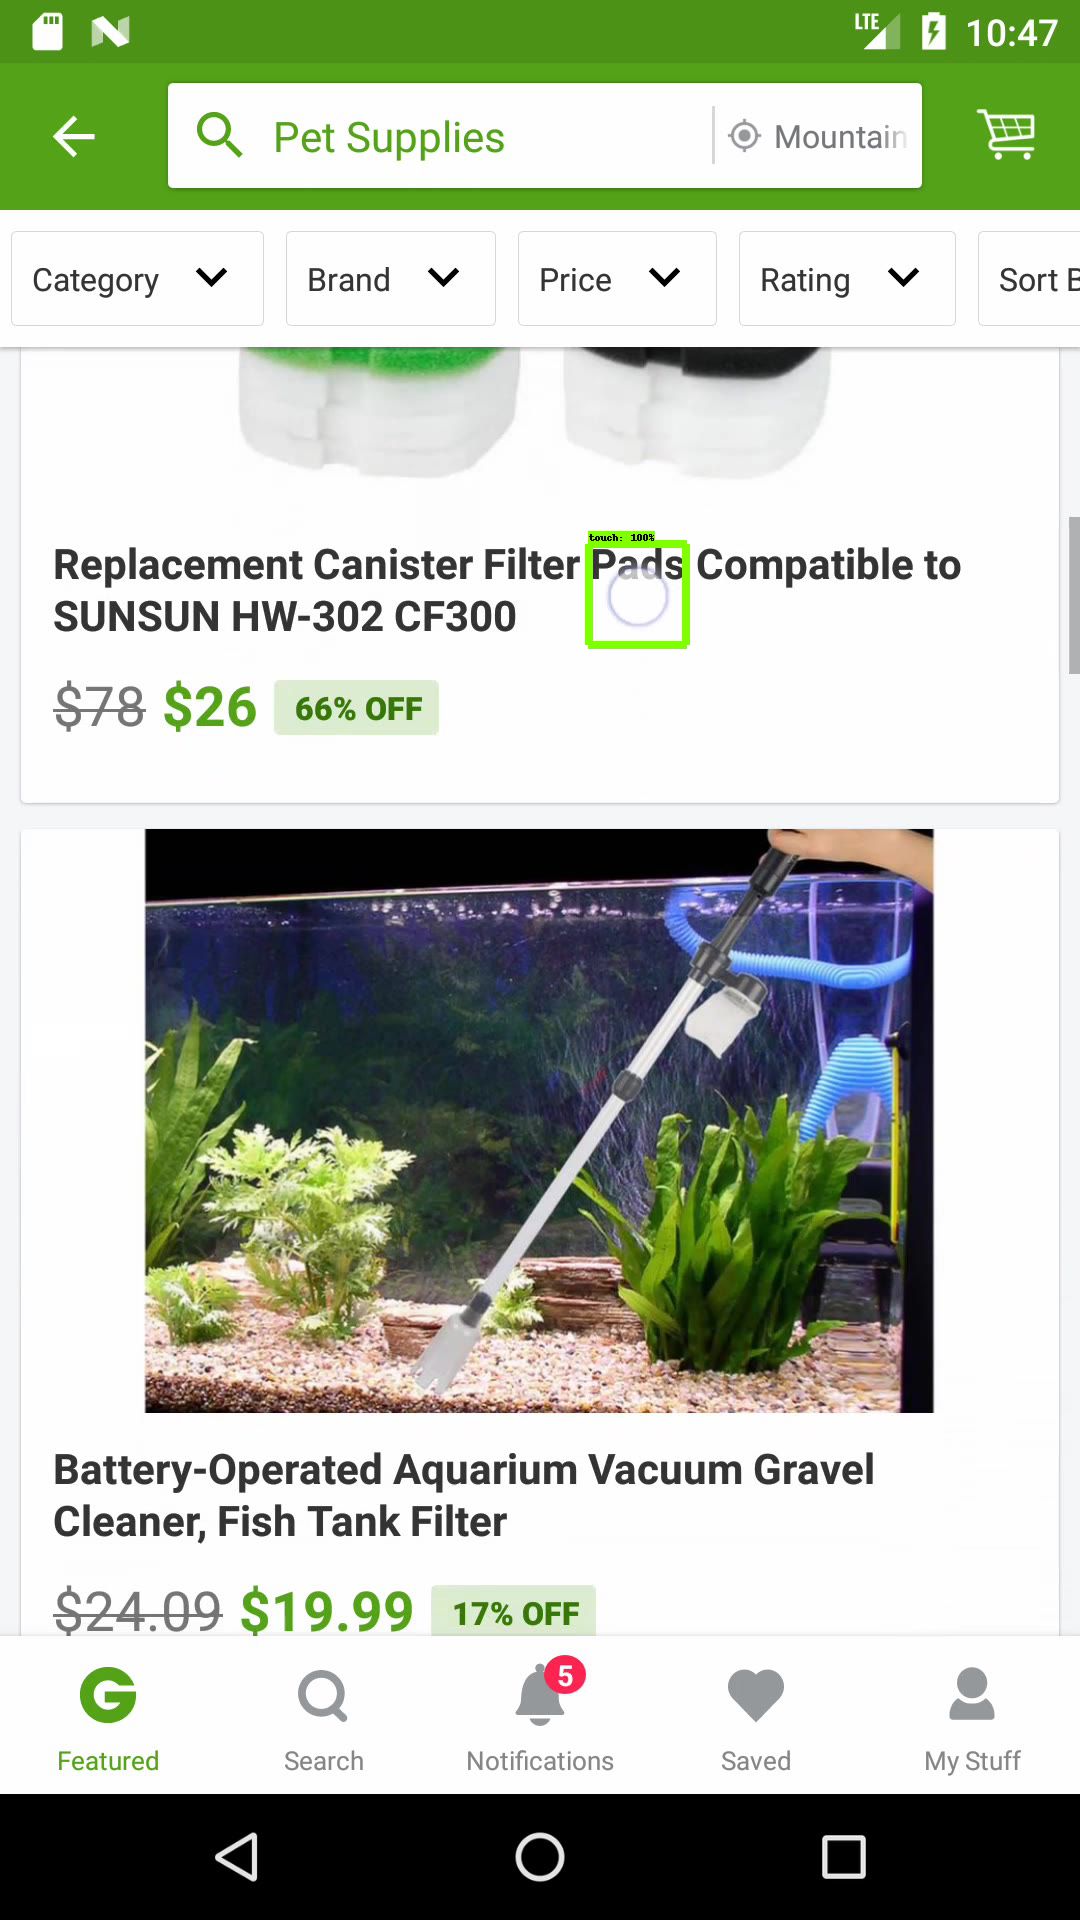 LTE 10:47
Pet Supplies Mountain
Category Brand Price Rating Sort B
touch: 100%
Replacement Canister Filter Pads Compatible to
SUNSUN HW-302 CF300
$78 $26 66% OFF
Battery-Operated Aquarium Vacuum Gravel
Cleaner, Fish Tank Filter
$24.09 $19.99 17% OFF
5
Featured Search Notifications Saved My Stuff